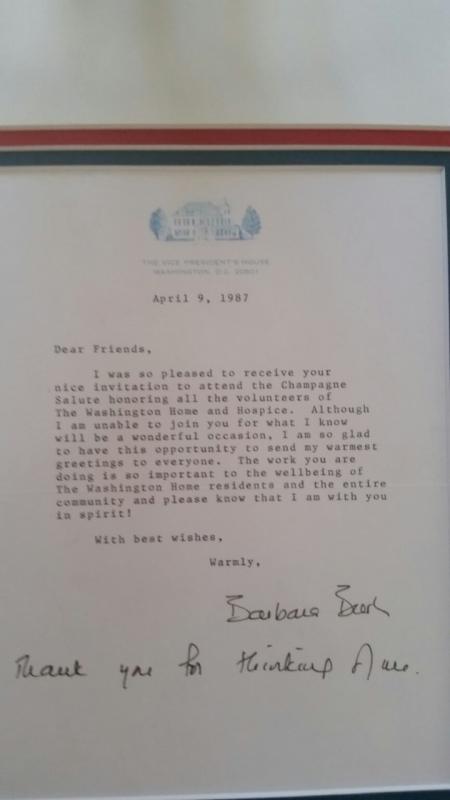 THE VICE PRESIDENT'S HOUSE
WASHINGTON, D.C. 20501
April 9, 1987
Dear Friends,
I was so pleased to receive your
nice invitation to attend the Champagne
Salute honoring all the volunteers of
The Washington Home and Hospice. Although
I am unable to join you for what I know
will be a wonderful occasion, I am so glad
to have this opportunity to send my warmest
greetings to everyone. The work you are
doing is so important to the wellbeing of
The Washington Home residents and the entire
community and please know that I am with you
in spirit!
With best wishes,
Warmly,
Barbara Bush
Thank you for thinking of me.